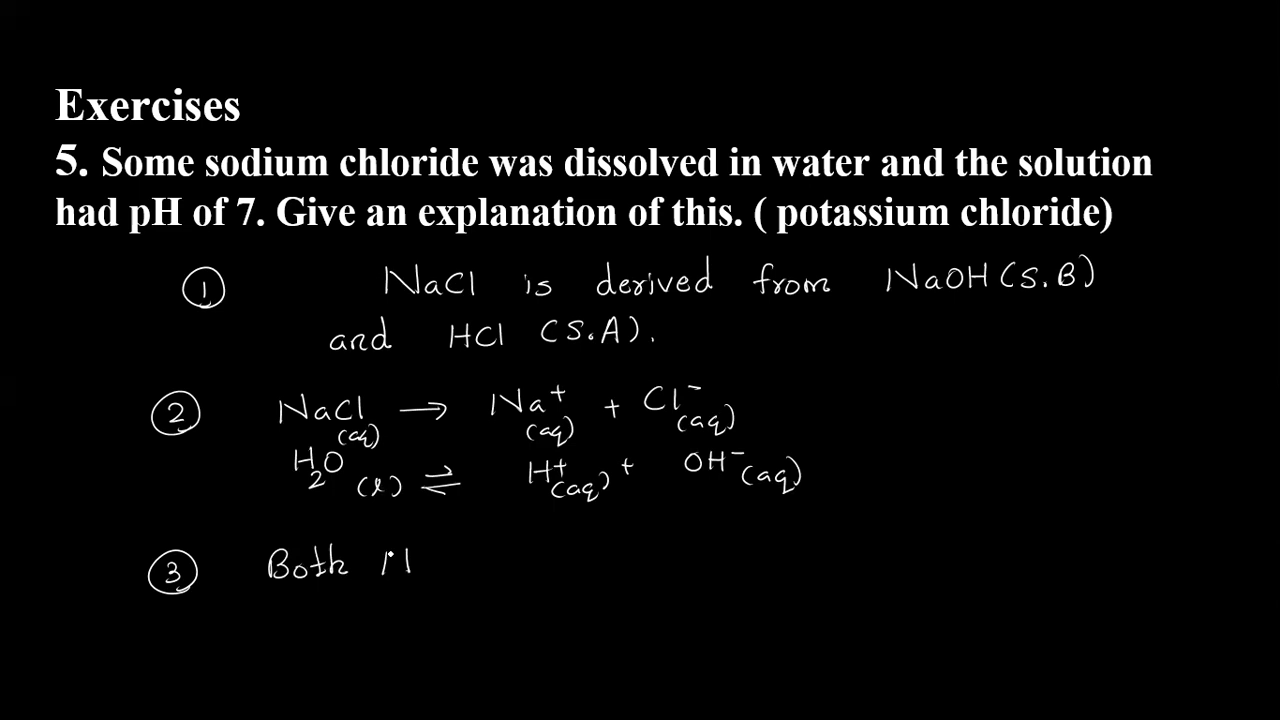 Exercises
5. Some sodium chloride was dissolved in water and the solution
had pH of 7. Give an explanation of this. ( potassium chloride)
1 NaCl is derived from NaOH (S.B)
and HCl (S.A).
2 NaCl(aq) → Na⁺(aq) + Cl⁻(aq)
H₂O(l) ⇌ H⁺(aq) + OH⁻(aq)
3 Both